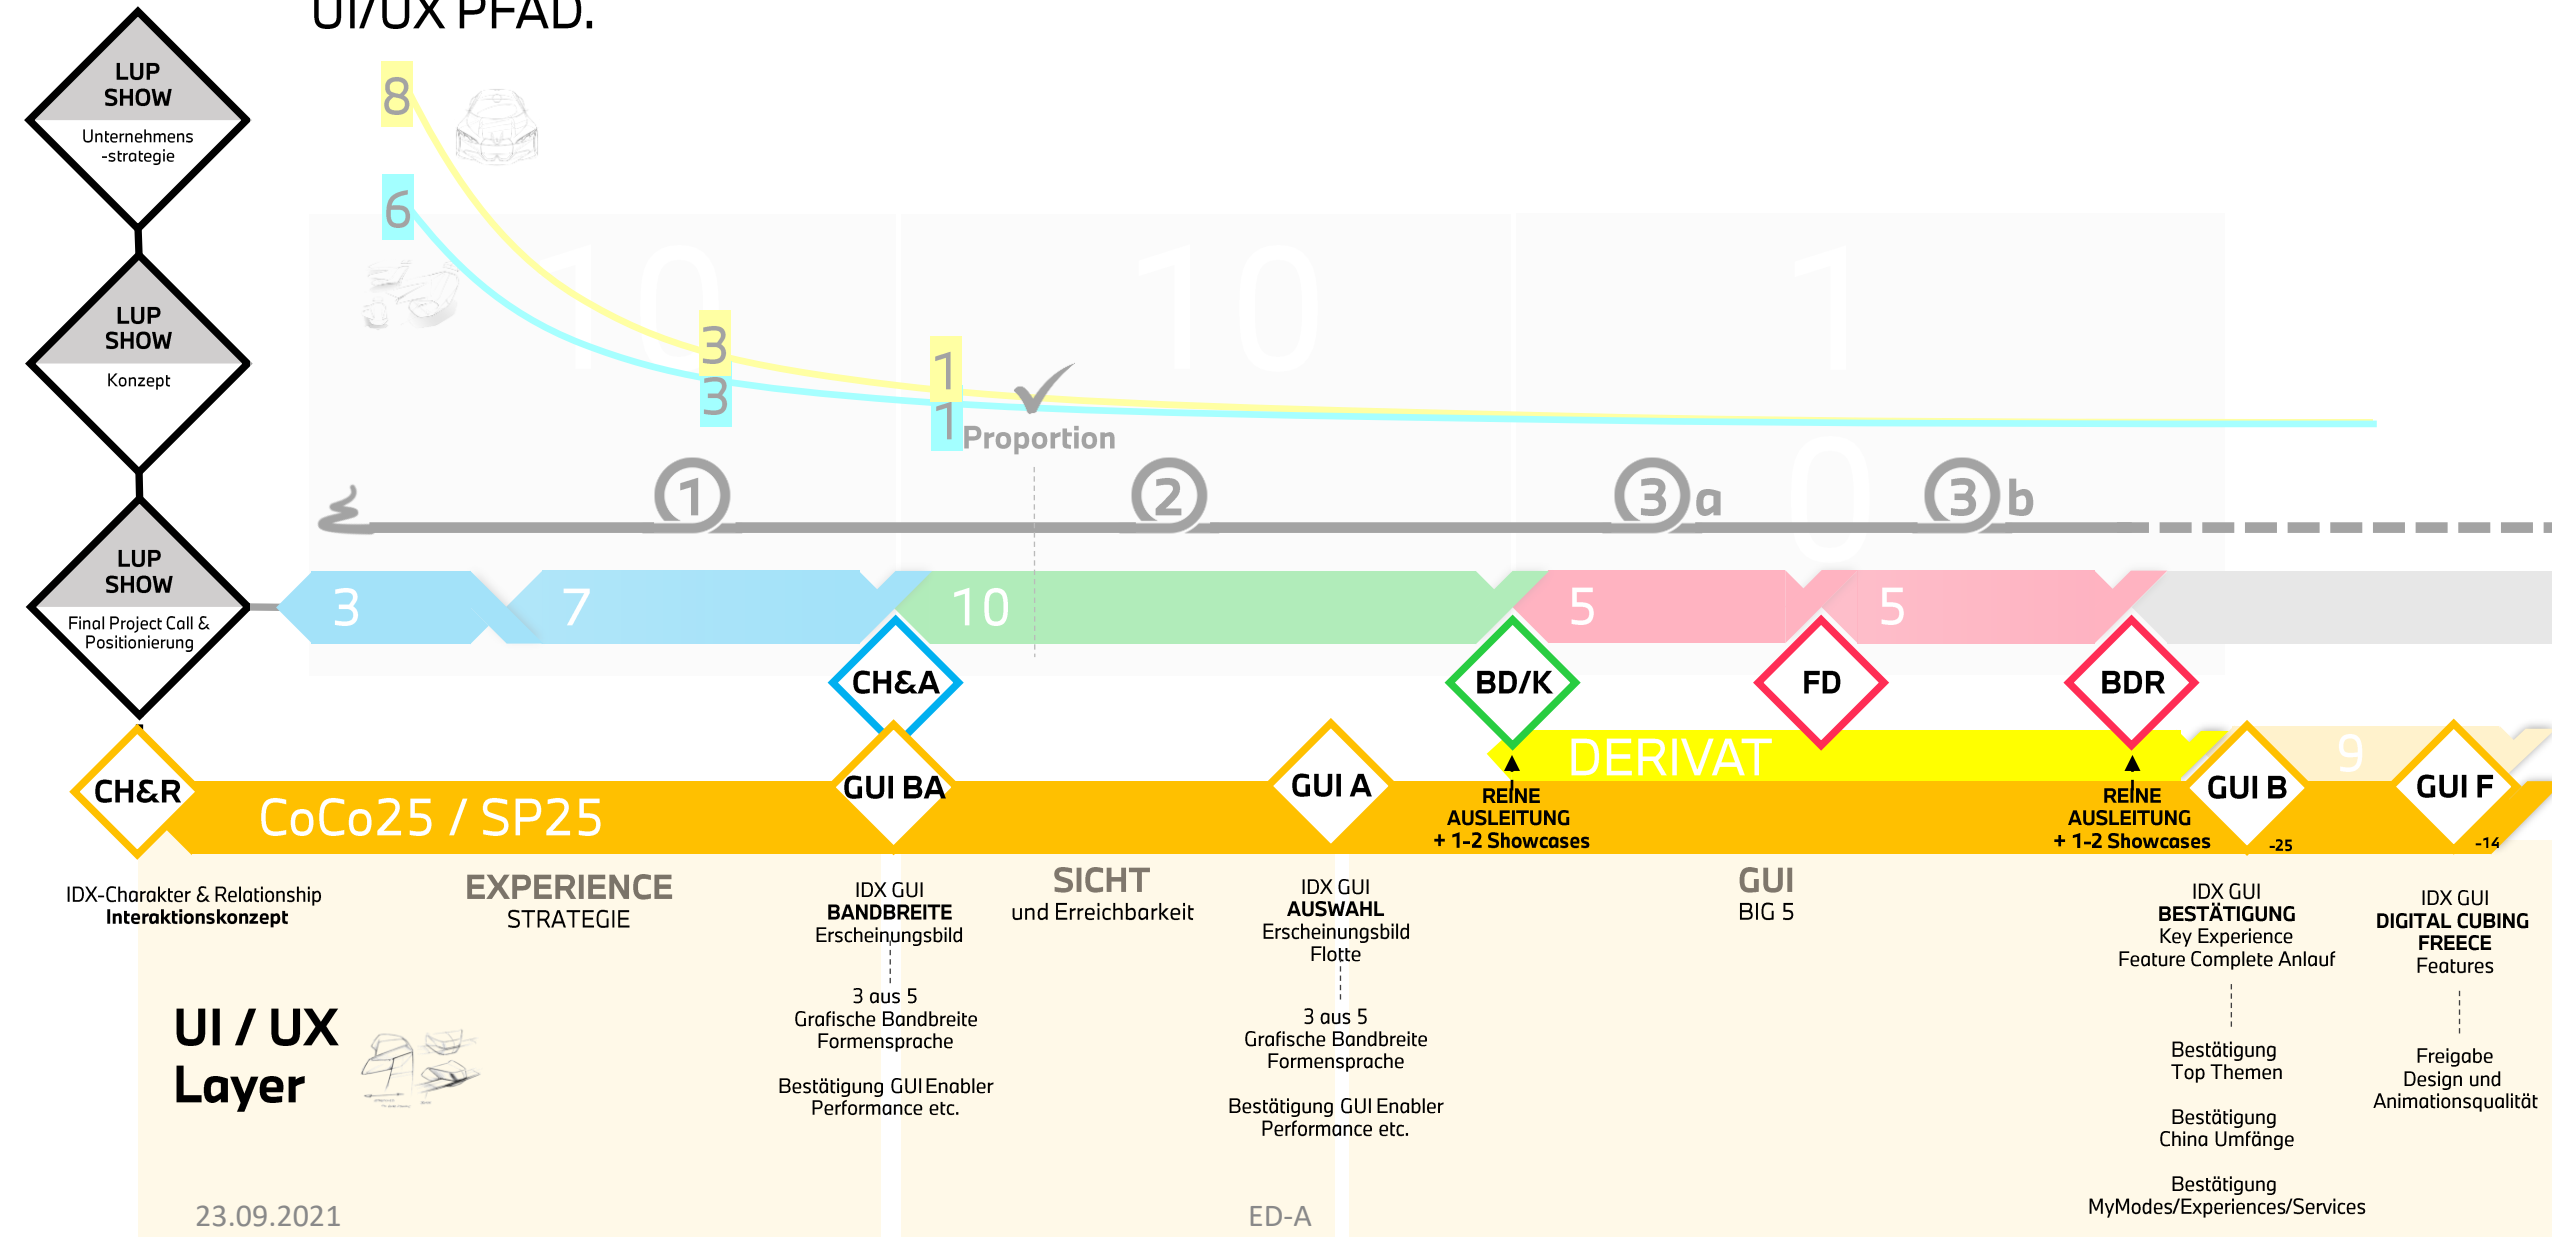 UI/UX PFAD.
LUP
SHOW
Unternehmens
-strategie
LUP
SHOW
Konzept
LUP
SHOW
Final Project Call &
Positionierung
8
6
3
3
1
1
Proportion
10
10
1
0
1
2
3 a
3 b
3
7
10
5
5
CH&A
BD/K
FD
BDR
CH&R
GUI BA
GUI A
GUI B
GUI F
DERIVAT
9
CoCo25 / SP25
REINE
AUSLEITUNG
+ 1-2 Showcases
REINE
AUSLEITUNG
+ 1-2 Showcases
-25
-14
IDX-Charakter & Relationship
Interaktionskonzept
EXPERIENCE
STRATEGIE
IDX GUI
BANDBREITE
Erscheinungsbild
3 aus 5
Grafische Bandbreite
Formensprache
Bestätigung GUI Enabler
Performance etc.
SICHT
und Erreichbarkeit
IDX GUI
AUSWAHL
Erscheinungsbild
Flotte
3 aus 5
Grafische Bandbreite
Formensprache
Bestätigung GUI Enabler
Performance etc.
GUI
BIG 5
IDX GUI
BESTÄTIGUNG
Key Experience
Feature Complete Anlauf
Bestätigung
Top Themen
Bestätigung
China Umfänge
Bestätigung
MyModes/Experiences/Services
IDX GUI
DIGITAL CUBING
FREECE
Features
Freigabe
Design und
Animationsqualität
UI / UX
Layer
23.09.2021
ED-A